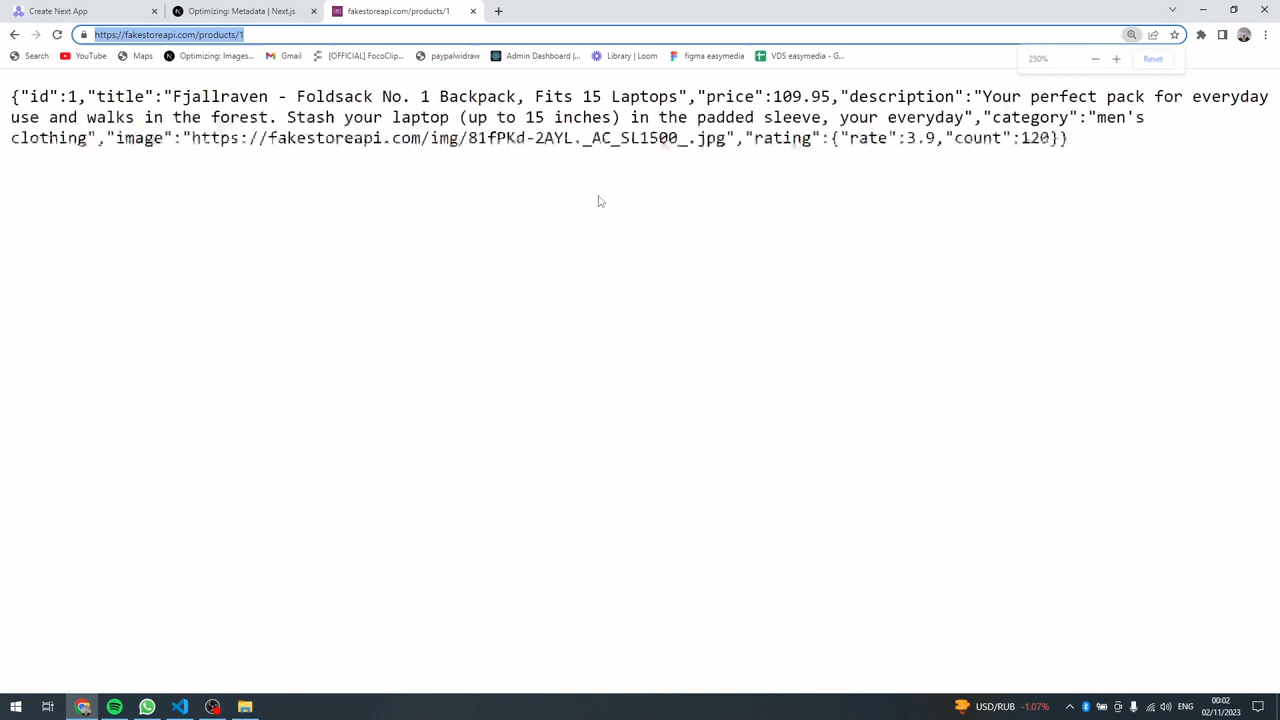 Create Next App
Optimizing: Metadata | Next.js
fakestoreapi.com/products/1
https://fakestoreapi.com/products/1
Search
YouTube
Maps
Optimizing: Images...
Gmail
[OFFICIAL] FocoClip...
paypalwidraw
Admin Dashboard |...
Library | Loom
figma easymedia
VDS easymedia - G...
250%
Reset
{"id":1,"title":"Fjallraven - Foldsack No. 1 Backpack, Fits 15 Laptops","price":109.95,"description":"Your perfect pack for everyday
use and walks in the forest. Stash your laptop (up to 15 inches) in the padded sleeve, your everyday","category":"men's
clothing","image":"https://fakestoreapi.com/img/81fPKd-2AYL._AC_SL1500_.jpg","rating":{"rate":3.9,"count":120}}
USD/RUB -1.07%
ENG
00:02
02/11/2023